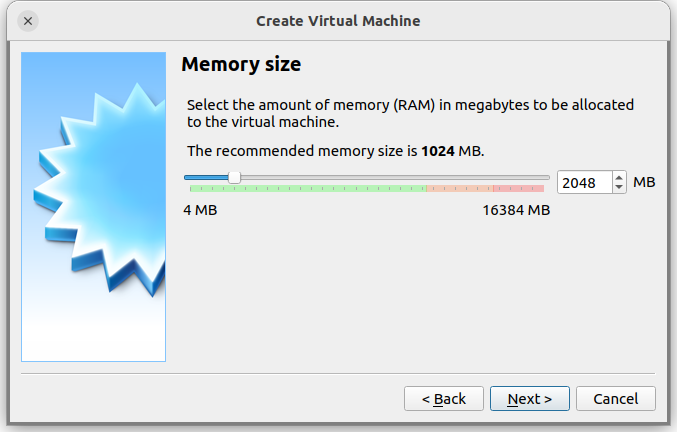 Create Virtual Machine
Memory size
Select the amount of memory (RAM) in megabytes to be allocated
to the virtual machine.
The recommended memory size is 1024 MB.
2048 MB
4 MB 16384 MB
< Back Next > Cancel